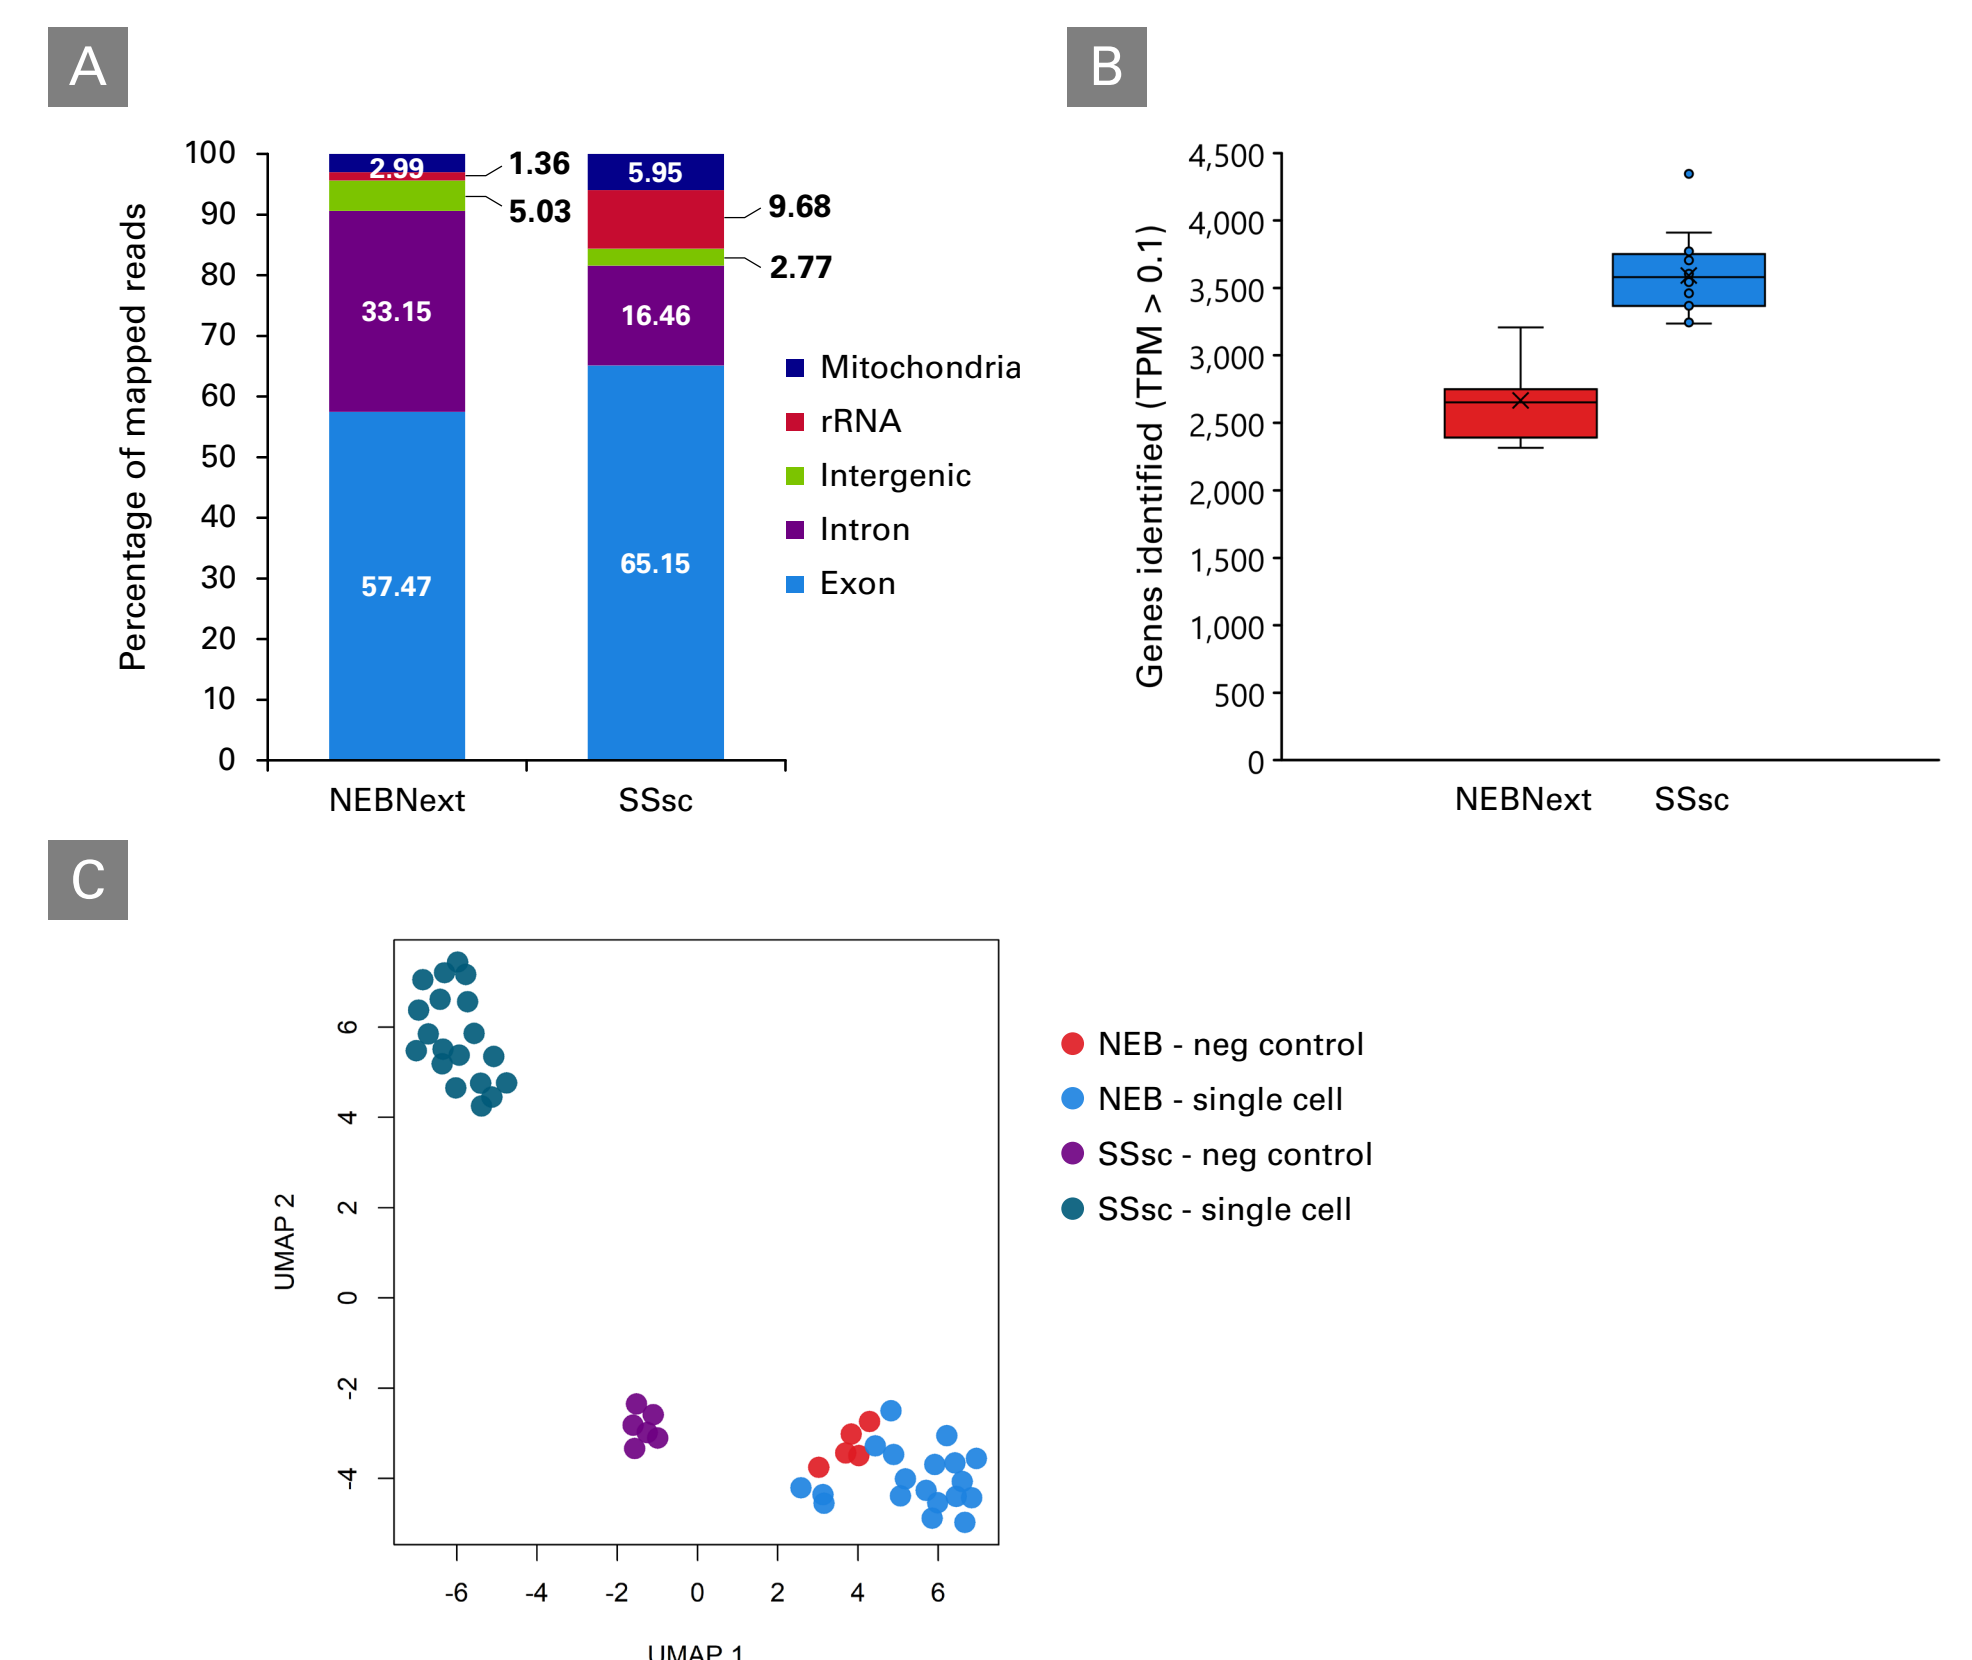 A
B
Percentage of mapped reads
100
90
80
70
60
50
40
30
20
10
0
2.99
1.36
5.03
33.15
57.47
5.95
9.68
2.77
16.46
65.15
NEBNext
SSsc
Mitochondria
rRNA
Intergenic
Intron
Exon
Genes identified (TPM > 0.1)
4,500
4,000
3,500
3,000
2,500
2,000
1,500
1,000
500
0
NEBNext
SSsc
C
UMAP 2
6
4
2
0
-2
-4
-6
-4
-2
0
2
4
6
UMAP 1
NEB - neg control
NEB - single cell
SSsc - neg control
SSsc - single cell